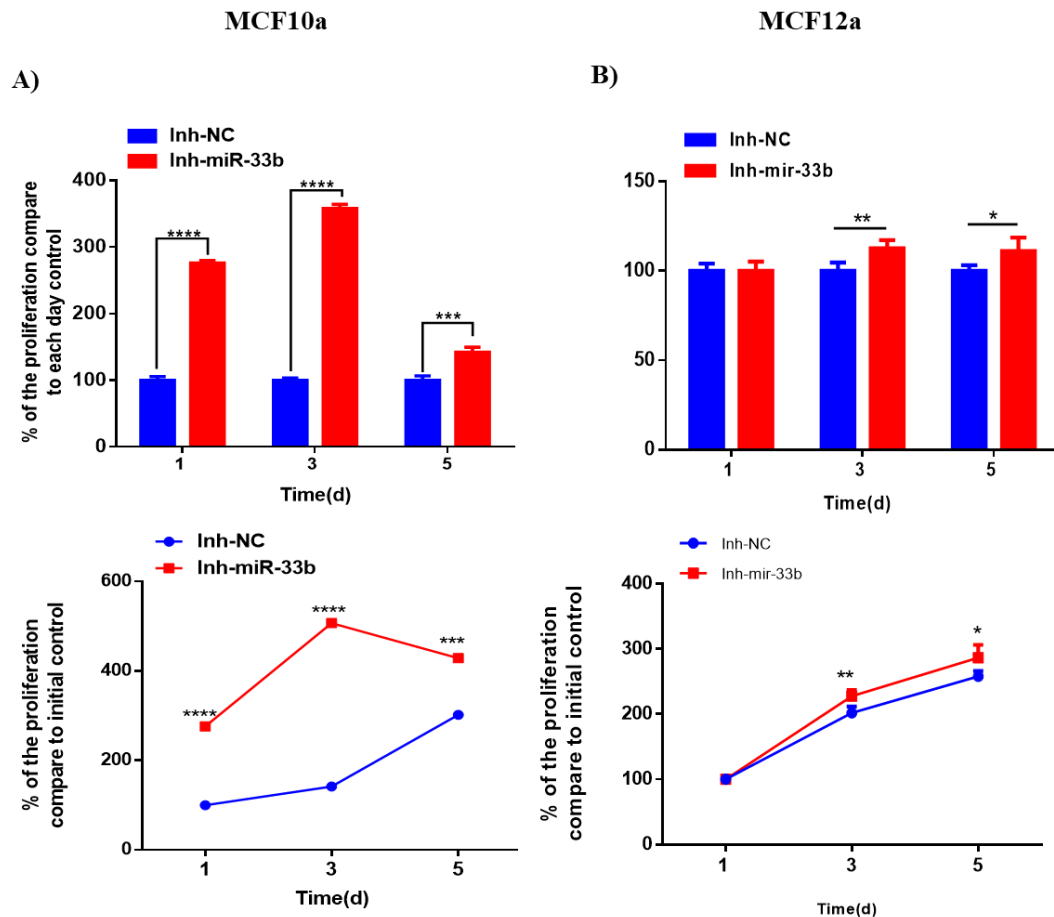 MCF10a
MCF12a
A)
B)
Inh-NC
Inh-miR-33b
% of the proliferation compare
to each day control
400
300
200
100
0
****
****
***
1
3
5
Time(d)
Inh-NC
Inh-mir-33b
150
100
50
0
**
*
1
3
5
Time(d)
Inh-NC
Inh-miR-33b
% of the proliferation
compare to initial control
600
400
200
0
****
****
***
1
3
5
Time(d)
Inh-NC
Inh-mir-33b
% of the proliferation
compare to initial control
400
300
200
100
0
**
*
1
3
5
Time(d)